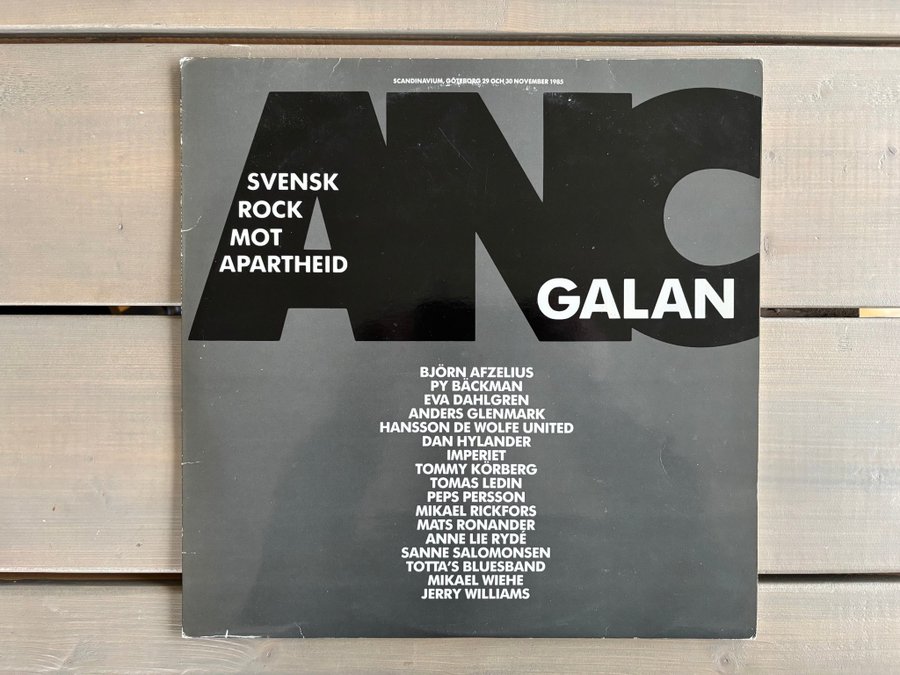 SCANDINAVIUM, GÖTEBORG 29 OCH 30 NOVEMBER 1985
ANC
SVENSK
ROCK
MOT
APARTHEID
GALAN
BJÖRN AFZELIUS
PY BÄCKMAN
EVA DAHLGREN
ANDERS GLENMARK
HANSSON DE WOLFE UNITED
DAN HYLANDER
IMPERIET
TOMMY KÖRBERG
TOMAS LEDIN
PEPS PERSSON
MIKAEL RICKFORS
MATS RONANDER
ANNE LIE RYDÉ
SANNE SALOMONSEN
TOTTA'S BLUESBAND
MIKAEL WIEHE
JERRY WILLIAMS